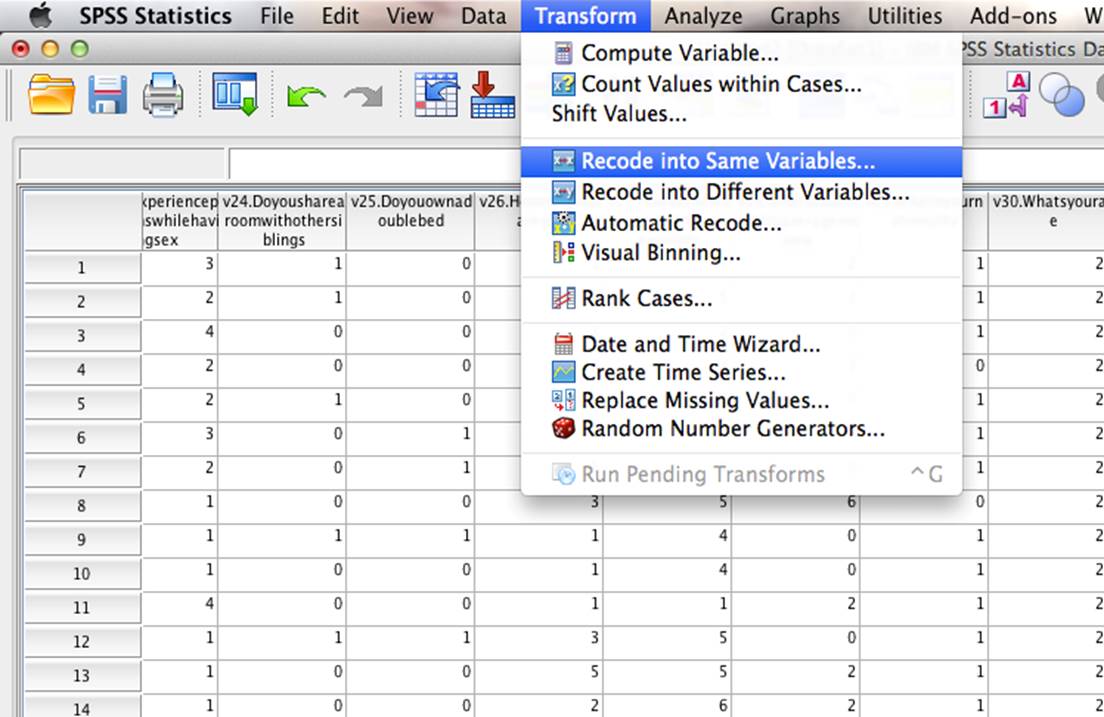 SPSS Statistics File Edit View Data Transform Analyze Graphs Utilities Add-ons W
SPSS Statistics Da
Compute Variable...
Count Values within Cases...
Shift Values...
Recode into Same Variables...
Recode into Different Variables...
Automatic Recode...
Visual Binning...
Rank Cases...
Date and Time Wizard...
Create Time Series...
Replace Missing Values...
Random Number Generators...
Run Pending Transforms ^G
xperiencep v24.Doyousharea v25.Doyouownad v26.H urn v30.Whatsyoura
swhilehavi roomwithothersi oublebed e
gsex blings
1 3 1 0 1 2
2 2 1 0 1 2
3 4 0 0 1 2
4 2 0 0 0 2
5 2 1 0 1 2
6 3 0 1 1 2
7 2 0 1 1 2
8 1 0 0 3 5 6 0 2
9 1 1 1 1 4 0 1 2
10 1 0 0 1 4 0 1 2
11 4 0 0 1 1 2 1 2
12 1 1 1 3 5 0 1 2
13 1 0 0 5 5 2 1 2
14 1 0 0 2 6 2 1 2